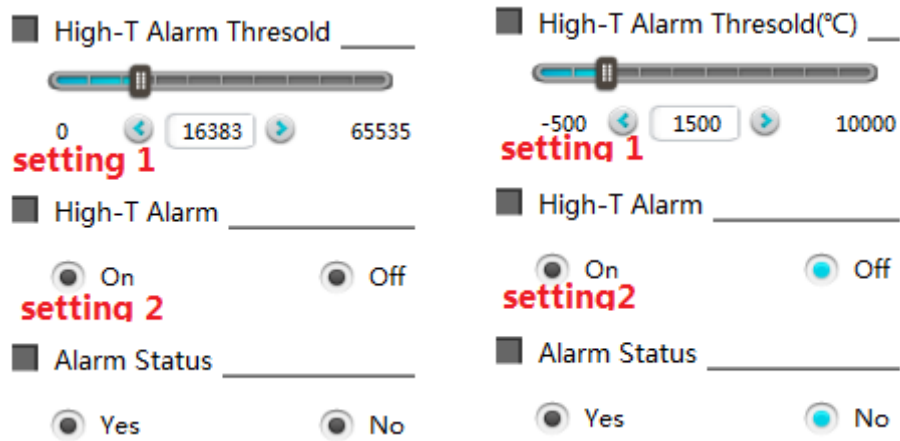 High-T Alarm Thresold
0 16383 65535
setting 1
High-T Alarm
On Off
setting 2
Alarm Status
Yes No
High-T Alarm Thresold(℃)
-500 1500 10000
setting 1
High-T Alarm
On Off
setting2
Alarm Status
Yes No